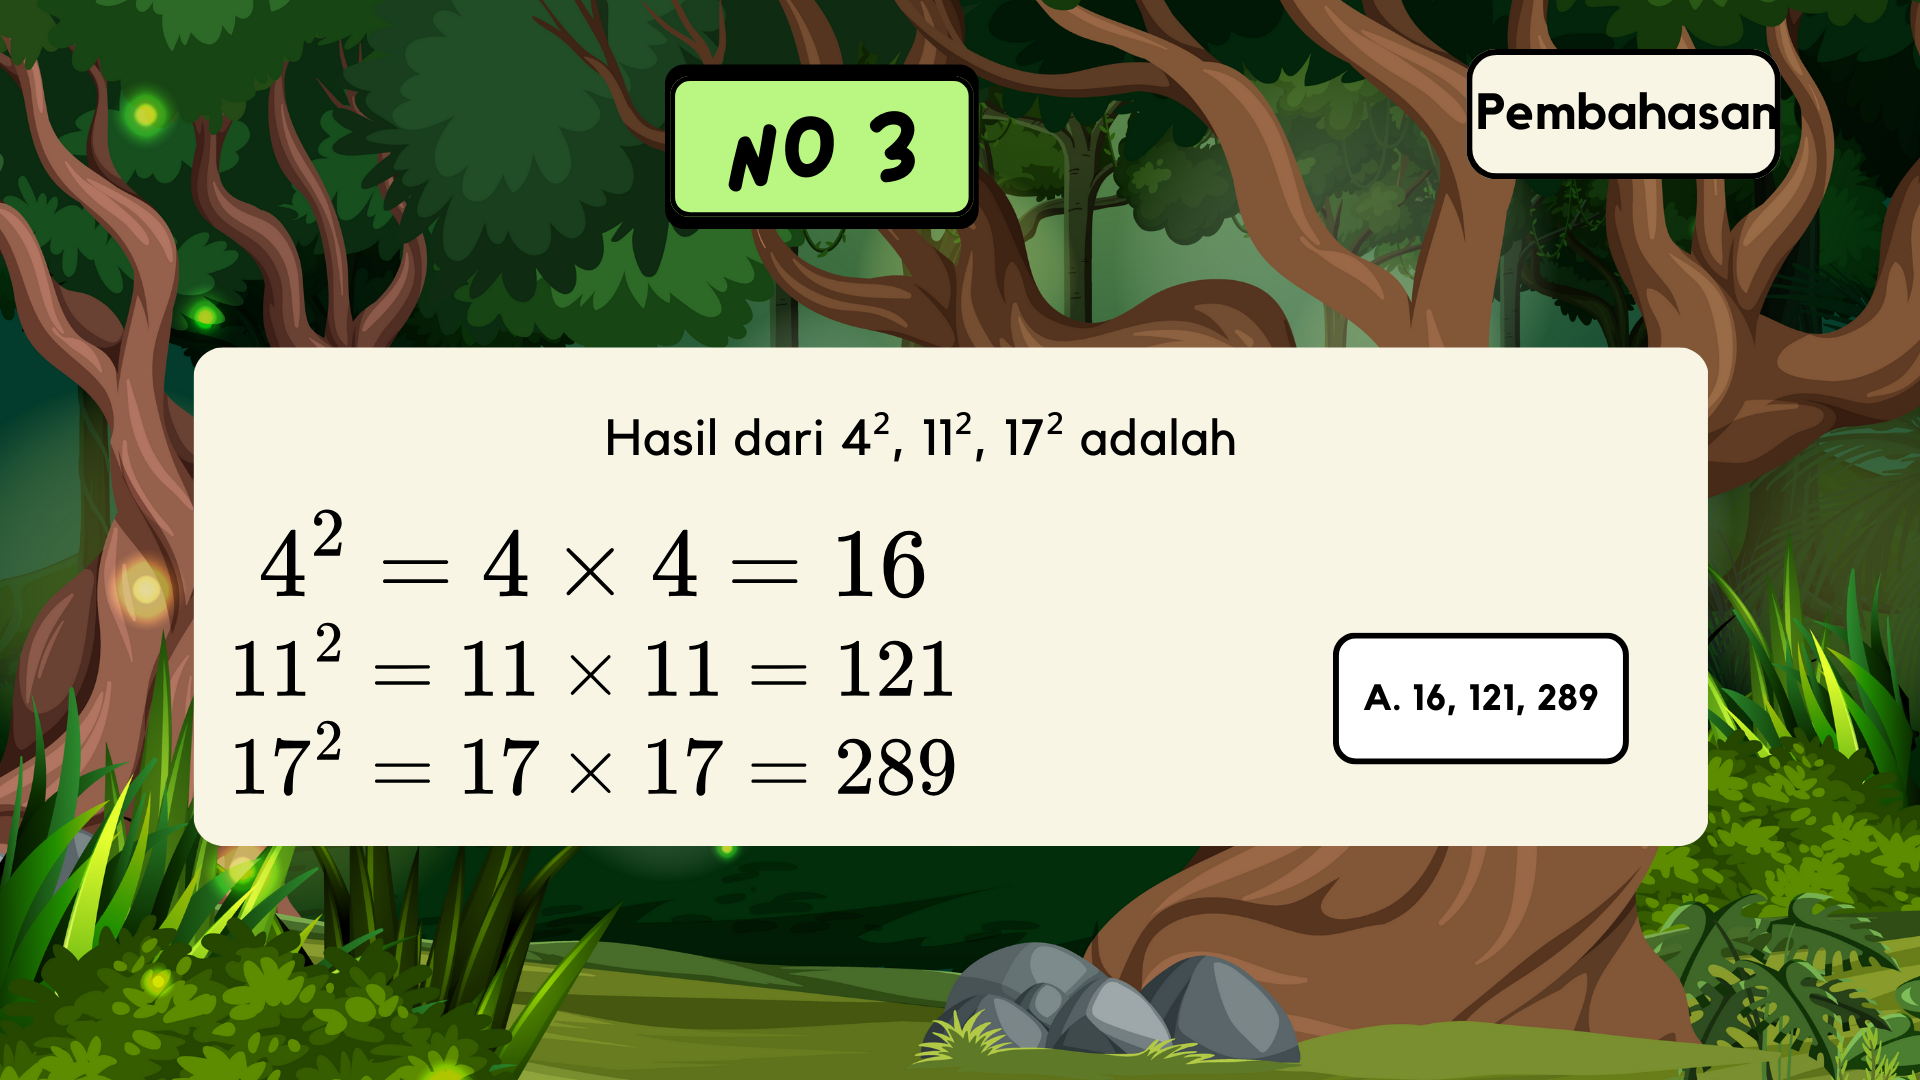 NO 3
Pembahasan
Hasil dari 4², 11², 17² adalah
4² = 4 × 4 = 16
11² = 11 × 11 = 121
17² = 17 × 17 = 289
A. 16, 121, 289